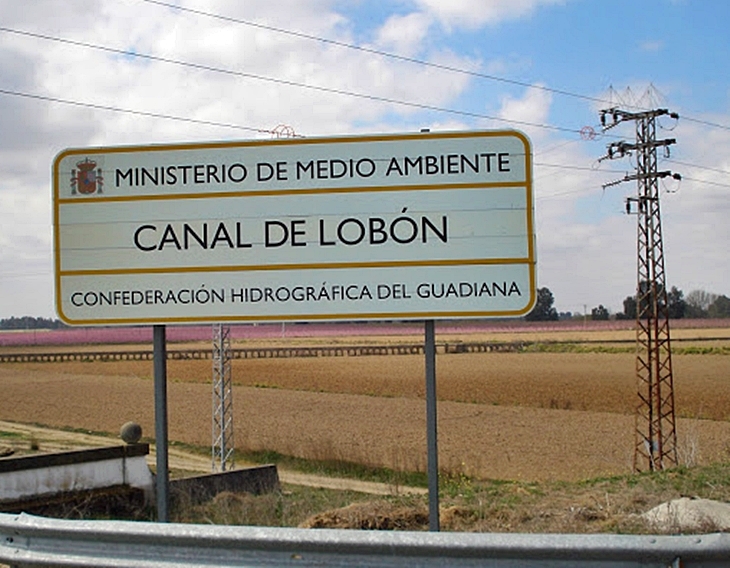 MINISTERIO DE MEDIO AMBIENTE
CANAL DE LOBÓN
CONFEDERACIÓN HIDROGRÁFICA DEL GUADIANA